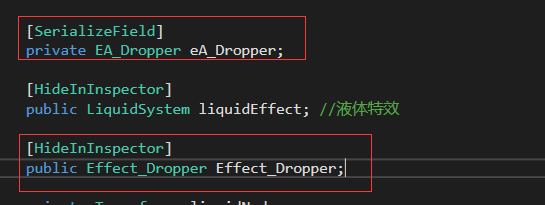 [SerializeField]
private EA_Dropper eA_Dropper;
[HideInInspector]
public LiquidSystem liquidEffect; //液体特效
[HideInInspector]
public Effect_Dropper Effect_Dropper;